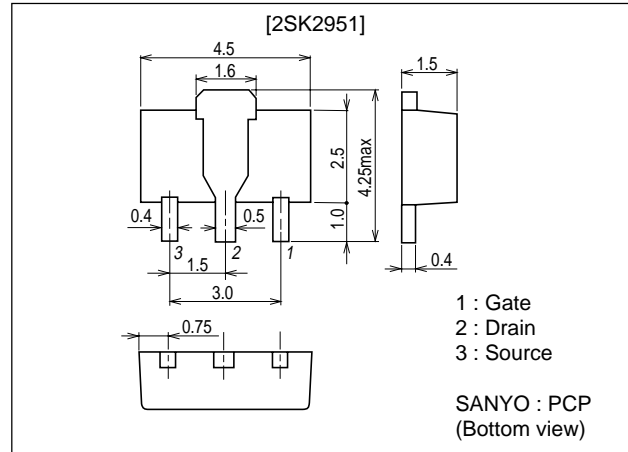 [2SK2951]
4.5
1.6
1.5
2.5
4.25max
1.0
0.4
0.5
3
2
1
1.5
3.0
0.4
0.75
1 : Gate
2 : Drain
3 : Source
SANYO : PCP
(Bottom view)